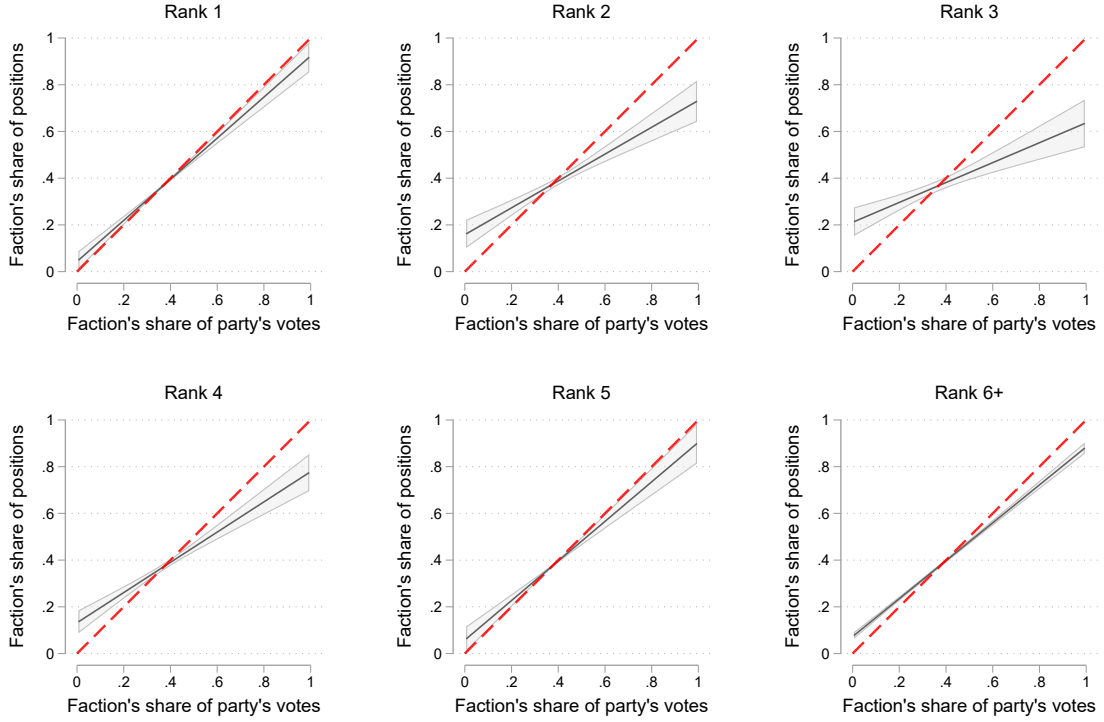 Rank 1
Faction's share of positions
1
.8
.6
.4
.2
0
0 .2 .4 .6 .8 1
Faction's share of party's votes
Rank 2
Faction's share of positions
1
.8
.6
.4
.2
0
0 .2 .4 .6 .8 1
Faction's share of party's votes
Rank 3
Faction's share of positions
1
.8
.6
.4
.2
0
0 .2 .4 .6 .8 1
Faction's share of party's votes
Rank 4
Faction's share of positions
1
.8
.6
.4
.2
0
0 .2 .4 .6 .8 1
Faction's share of party's votes
Rank 5
Faction's share of positions
1
.8
.6
.4
.2
0
0 .2 .4 .6 .8 1
Faction's share of party's votes
Rank 6+
Faction's share of positions
1
.8
.6
.4
.2
0
0 .2 .4 .6 .8 1
Faction's share of party's votes